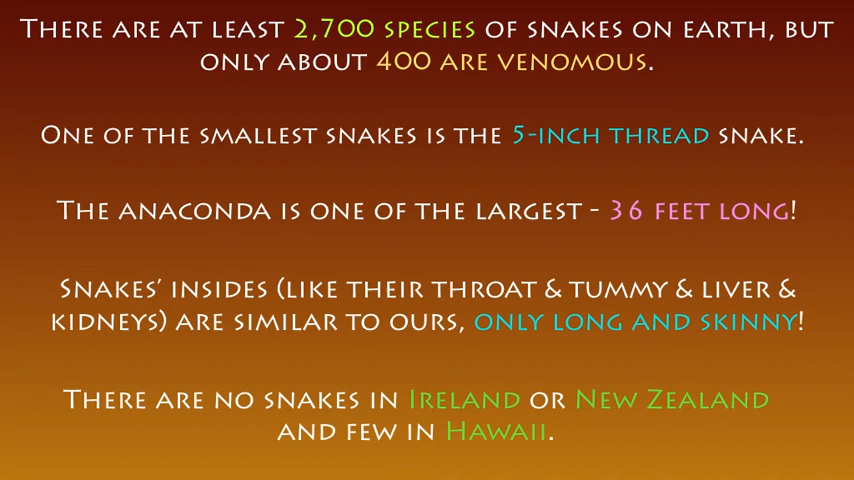 There are at least 2,700 species of snakes on earth, but
only about 400 are venomous.
One of the smallest snakes is the 5-inch thread snake.
The anaconda is one of the largest - 36 feet long!
Snakes’ insides (like their throat & tummy & liver &
kidneys) are similar to ours, only long and skinny!
There are no snakes in Ireland or New Zealand
and few in Hawaii.